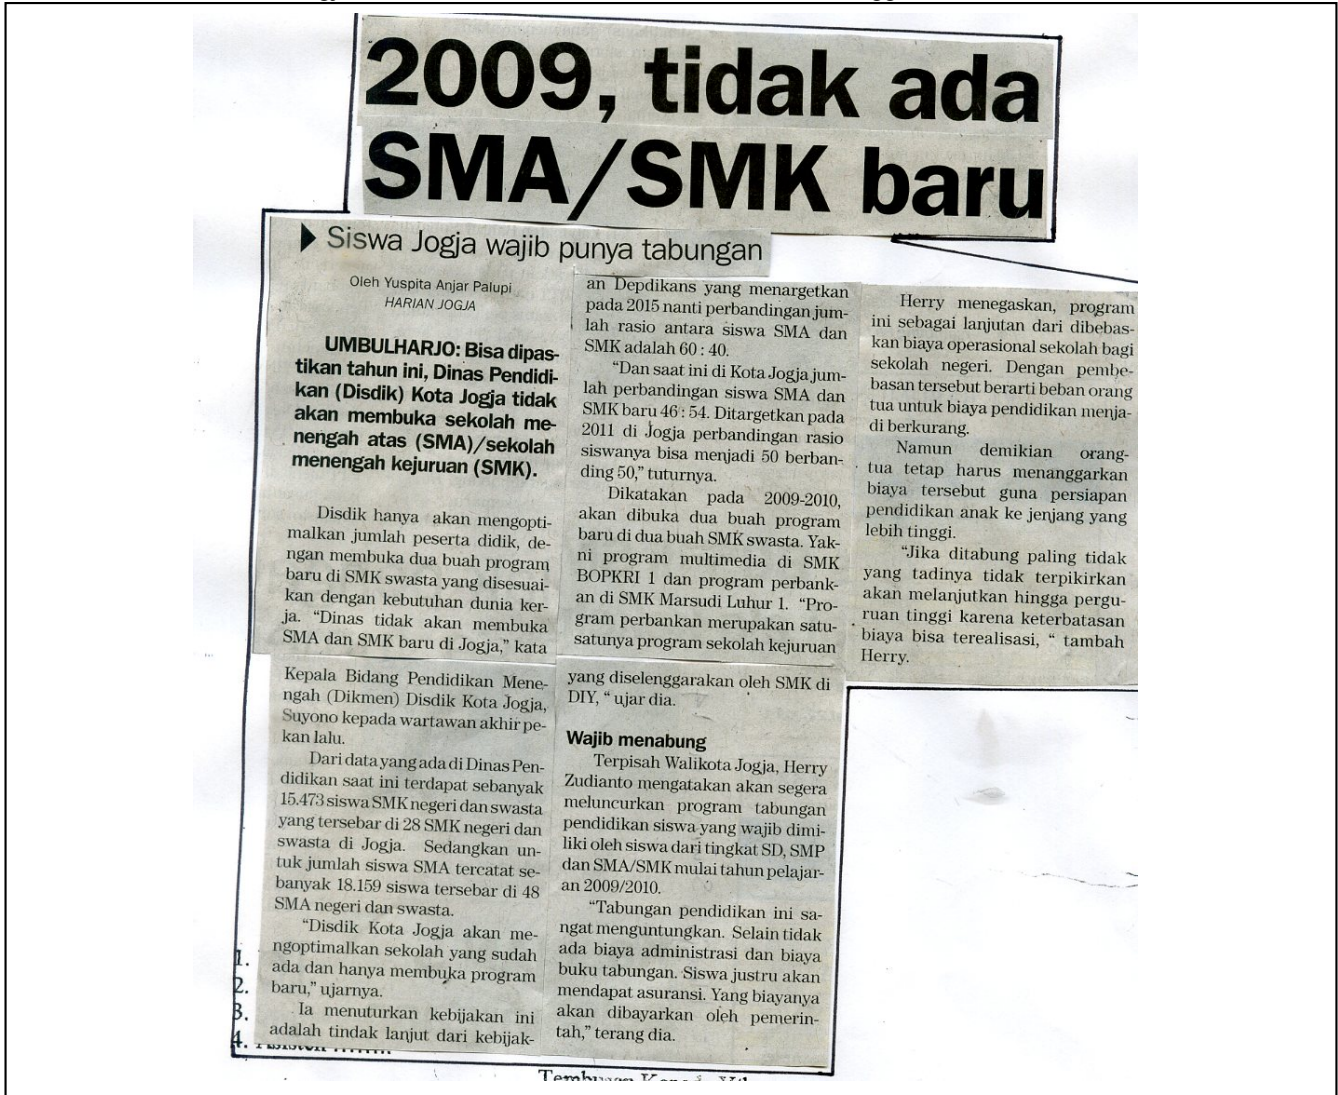 2009, tidak ada
SMA/SMK baru
Siswa Jogja wajib punya tabungan
Oleh Yuspita Anjar Palupi
HARIAN JOGJA
UMBULHARJO: Bisa dipas-
tikan tahun ini, Dinas Pendidi-
kan (Disdik) Kota Jogja tidak
akan membuka sekolah me-
nengah atas (SMA)/sekolah
menengah kejuruan (SMK).
Disdik hanya akan mengopti-
malkan jumlah peserta didik, de-
ngan membuka dua buah program
baru di SMK swasta yang disesuai-
kan dengan kebutuhan dunia ker-
ja. “Dinas tidak akan membuka
SMA dan SMK baru di Jogja,” kata
Kepala Bidang Pendidikan Mene-
ngah (Dikmen) Disdik Kota Jogja,
Suyono kepada wartawan akhir pe-
kan lalu.
Dari data yang ada di Dinas Pen-
didikan saat ini terdapat sebanyak
15.473 siswa SMK negeri dan swasta
yang tersebar di 28 SMK negeri dan
swasta di Jogja. Sedangkan un-
tuk jumlah siswa SMA tercatat se-
banyak 18.159 siswa tersebar di 48
SMA negeri dan swasta.
“Disdik Kota Jogja akan me-
ngoptimalkan sekolah yang sudah
ada dan hanya membuka program
baru,” ujarnya.
Ia menuturkan kebijakan ini
adalah tindak lanjut dari kebijak-
an Depdikans yang menargetkan
pada 2015 nanti perbandingan jum-
lah rasio antara siswa SMA dan
SMK adalah 60 : 40.
“Dan saat ini di Kota Jogja jum-
lah perbandingan siswa SMA dan
SMK baru 46 : 54. Ditargetkan pada
2011 di Jogja perbandingan rasio
siswanya bisa menjadi 50 berban-
ding 50,” tuturnya.
Dikatakan pada 2009-2010,
akan dibuka dua buah program
baru di dua buah SMK swasta. Yak-
ni program multimedia di SMK
BOPKRI 1 dan program perbank-
an di SMK Marsudi Luhur 1. “Pro-
gram perbankan merupakan satu-
satunya program sekolah kejuruan
yang diselenggarakan oleh SMK di
DIY, “ ujar dia.
Wajib menabung
Terpisah Walikota Jogja, Herry
Zudianto mengatakan akan segera
meluncurkan program tabungan
pendidikan siswa yang wajib dimi-
liki oleh siswa dari tingkat SD, SMP
dan SMA/SMK mulai tahun pelajar-
an 2009/2010.
“Tabungan pendidikan ini sa-
ngat menguntungkan. Selain tidak
ada biaya administrasi dan biaya
buku tabungan. Siswa justru akan
mendapat asuransi. Yang biayanya
akan dibayarkan oleh pemerin-
tah,” terang dia.
Herry menegaskan, program
ini sebagai lanjutan dari dibebas-
kan biaya operasional sekolah bagi
sekolah negeri. Dengan pembe-
basan tersebut berarti beban orang
tua untuk biaya pendidikan menja-
di berkurang.
Namun demikian orang-
tua tetap harus menanggarkan
biaya tersebut guna persiapan
pendidikan anak ke jenjang yang
lebih tinggi.
“Jika ditabung paling tidak
yang tadinya tidak terpikirkan
akan melanjutkan hingga pergu-
ruan tinggi karena keterbatasan
biaya bisa terealisasi, “ tambah
Herry.
1.
2.
3.
4.